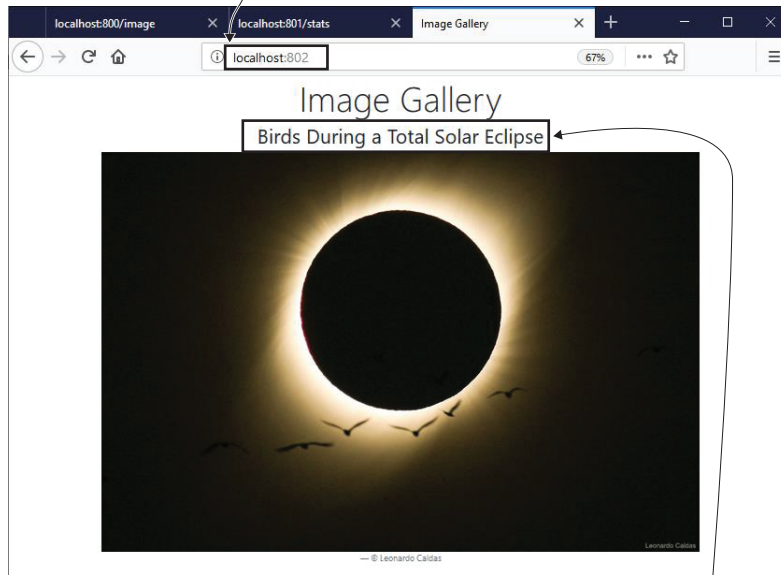 localhost:800/image localhost:801/stats Image Gallery
localhost:802 67%
Image Gallery
Birds During a Total Solar Eclipse
Leonardo Caldas
— © Leonardo Caldas